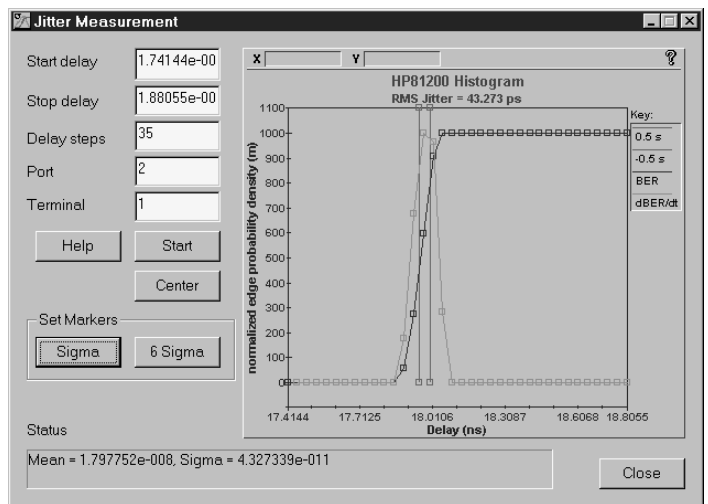 Jitter Measurement
Start delay 1.74144e-00
Stop delay 1.88055e-00
Delay steps 35
Port 2
Terminal 1
Help Start
Center
Set Markers
Sigma 6 Sigma
X Y
HP81200 Histogram
RMS Jitter = 43.273 ps
normalized edge probability density (m)
1100
1000
900
800
700
600
500
400
300
200
100
0
17.4144 17.7125 18.0106 18.3087 18.6068 18.8055
Delay (ns)
Key:
0.5 s
-0.5 s
BER
dBER/dt
Status
Mean = 1.797752e-008, Sigma = 4.327339e-011
Close